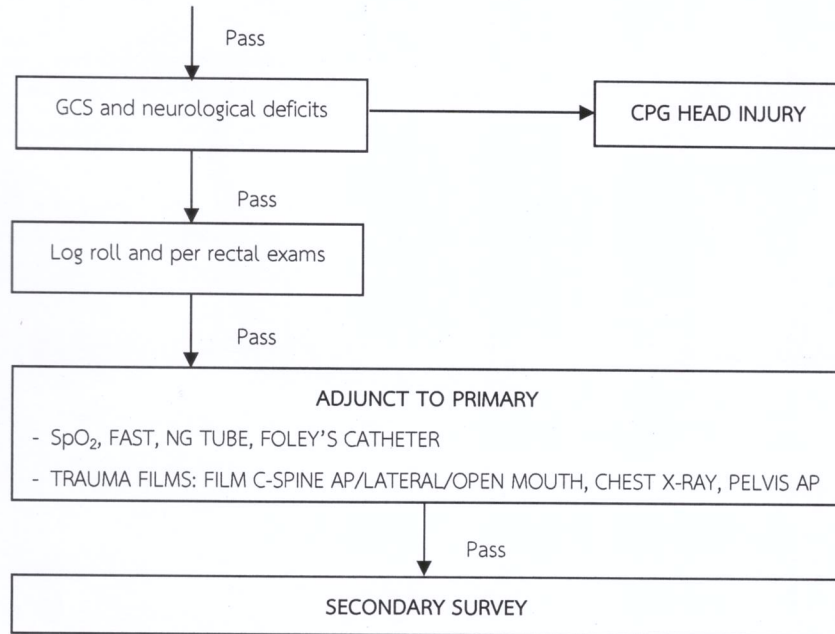 Pass
GCS and neurological deficits
CPG HEAD INJURY
Pass
Log roll and per rectal exams
Pass
ADJUNCT TO PRIMARY
- SpO₂, FAST, NG TUBE, FOLEY'S CATHETER
- TRAUMA FILMS: FILM C-SPINE AP/LATERAL/OPEN MOUTH, CHEST X-RAY, PELVIS AP
Pass
SECONDARY SURVEY